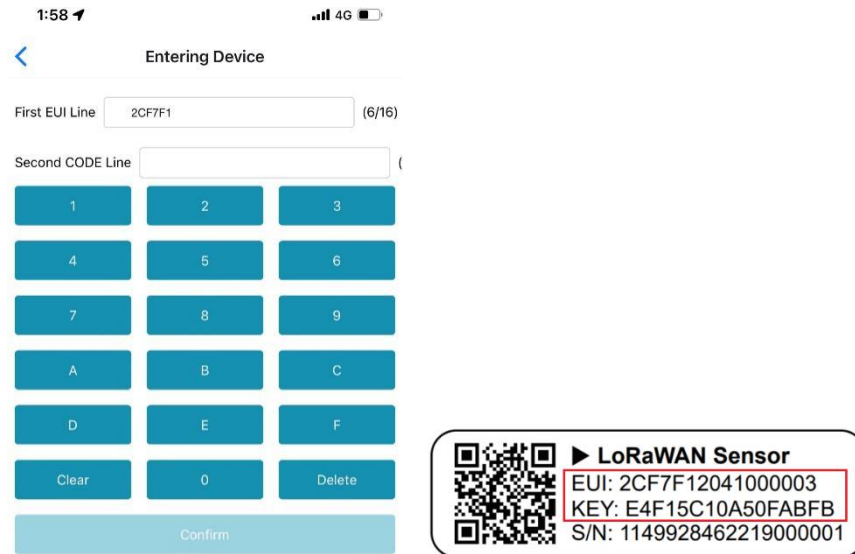 1:58 4G
Entering Device
First EUI Line 2CF7F1 (6/16)
Second CODE Line (
1 2 3
4 5 6
7 8 9
A B C
D E F
Clear 0 Delete
Confirm
▶ LoRaWAN Sensor
EUI: 2CF7F12041000003
KEY: E4F15C10A50FABFB
S/N: 1149928462219000001